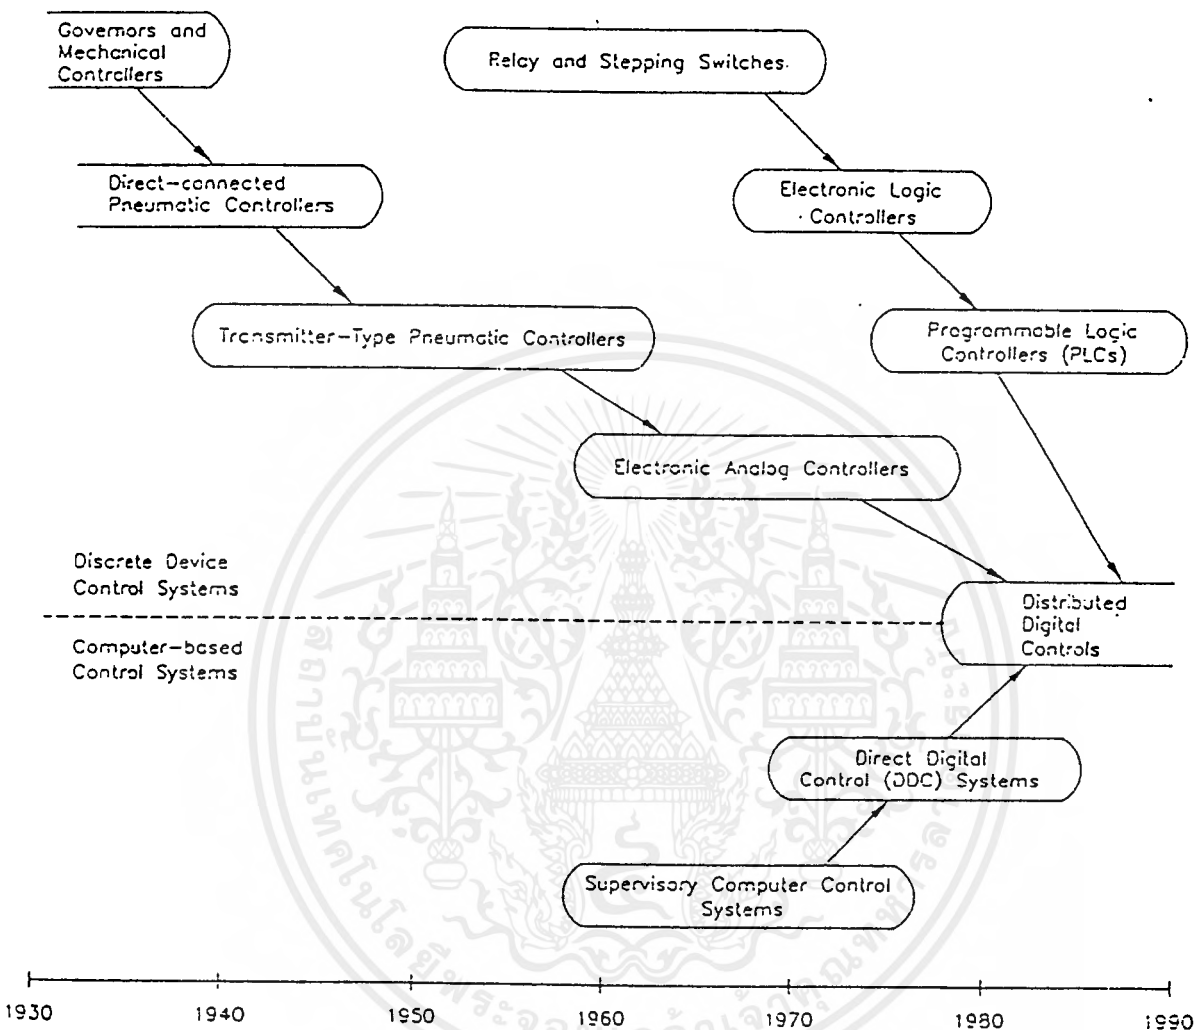 Governors and
Mechanical
Controllers
Relay and Stepping Switches
Direct-connected
Pneumatic Controllers
Electronic Logic
Controllers
Transmitter-Type Pneumatic Controllers
Programmable Logic
Controllers (PLCs)
Electronic Analog Controllers
Discrete Device
Control Systems
Computer-based
Control Systems
Distributed
Digital
Controls
Direct Digital
Control (DDC) Systems
Supervisory Computer Control
Systems
1930 1940 1950 1960 1970 1980 1990